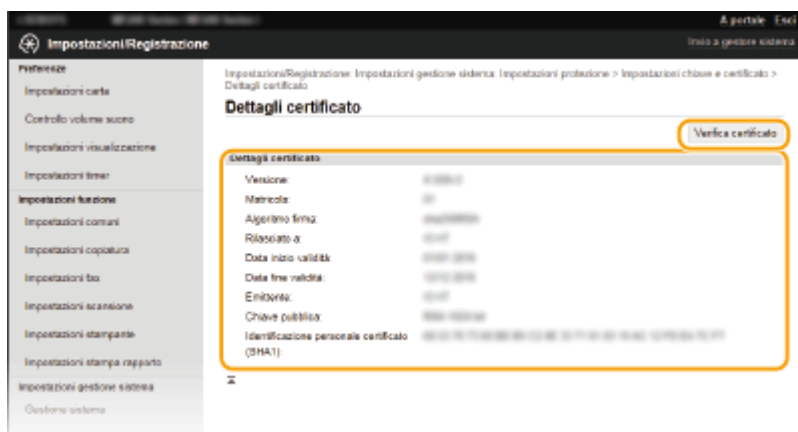 A portale Esci
Impostazioni/Registrazione
Invio a gestore sistema
Preferenze
Impostazioni carta
Controllo volume suono
Impostazioni visualizzazione
Impostazioni timer
Impostazioni funzione
Impostazioni comuni
Impostazioni copiatura
Impostazioni fax
Impostazioni scansione
Impostazioni stampante
Impostazioni stampa rapporto
Impostazioni gestione sistema
Gestione sistema
Impostazioni/Registrazione: Impostazioni gestione sistema: Impostazioni protezione > Impostazioni chiave e certificato >
Dettagli certificato
Dettagli certificato
Verifica certificato
Dettagli certificato
Versione:
Matricola:
Algoritmo firma:
Rilasciato a:
Data inizio validità:
Data fine validità:
Emittente:
Chiave pubblica:
Identificazione personale certificato
(SHA1):